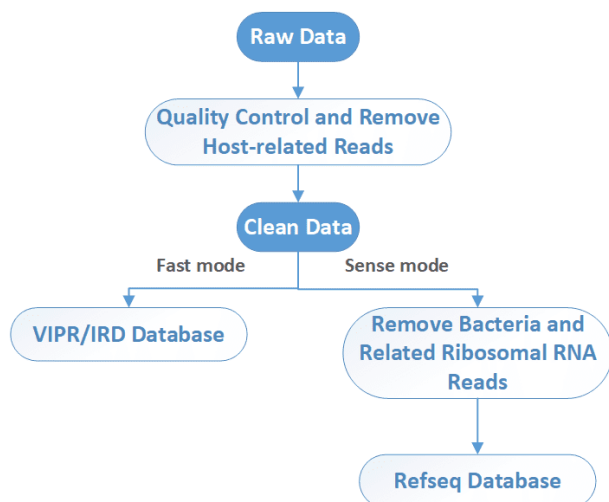 Raw Data
Quality Control and Remove
Host-related Reads
Clean Data
Fast mode
Sense mode
VIPR/IRD Database
Remove Bacteria and
Related Ribosomal RNA
Reads
Refseq Database